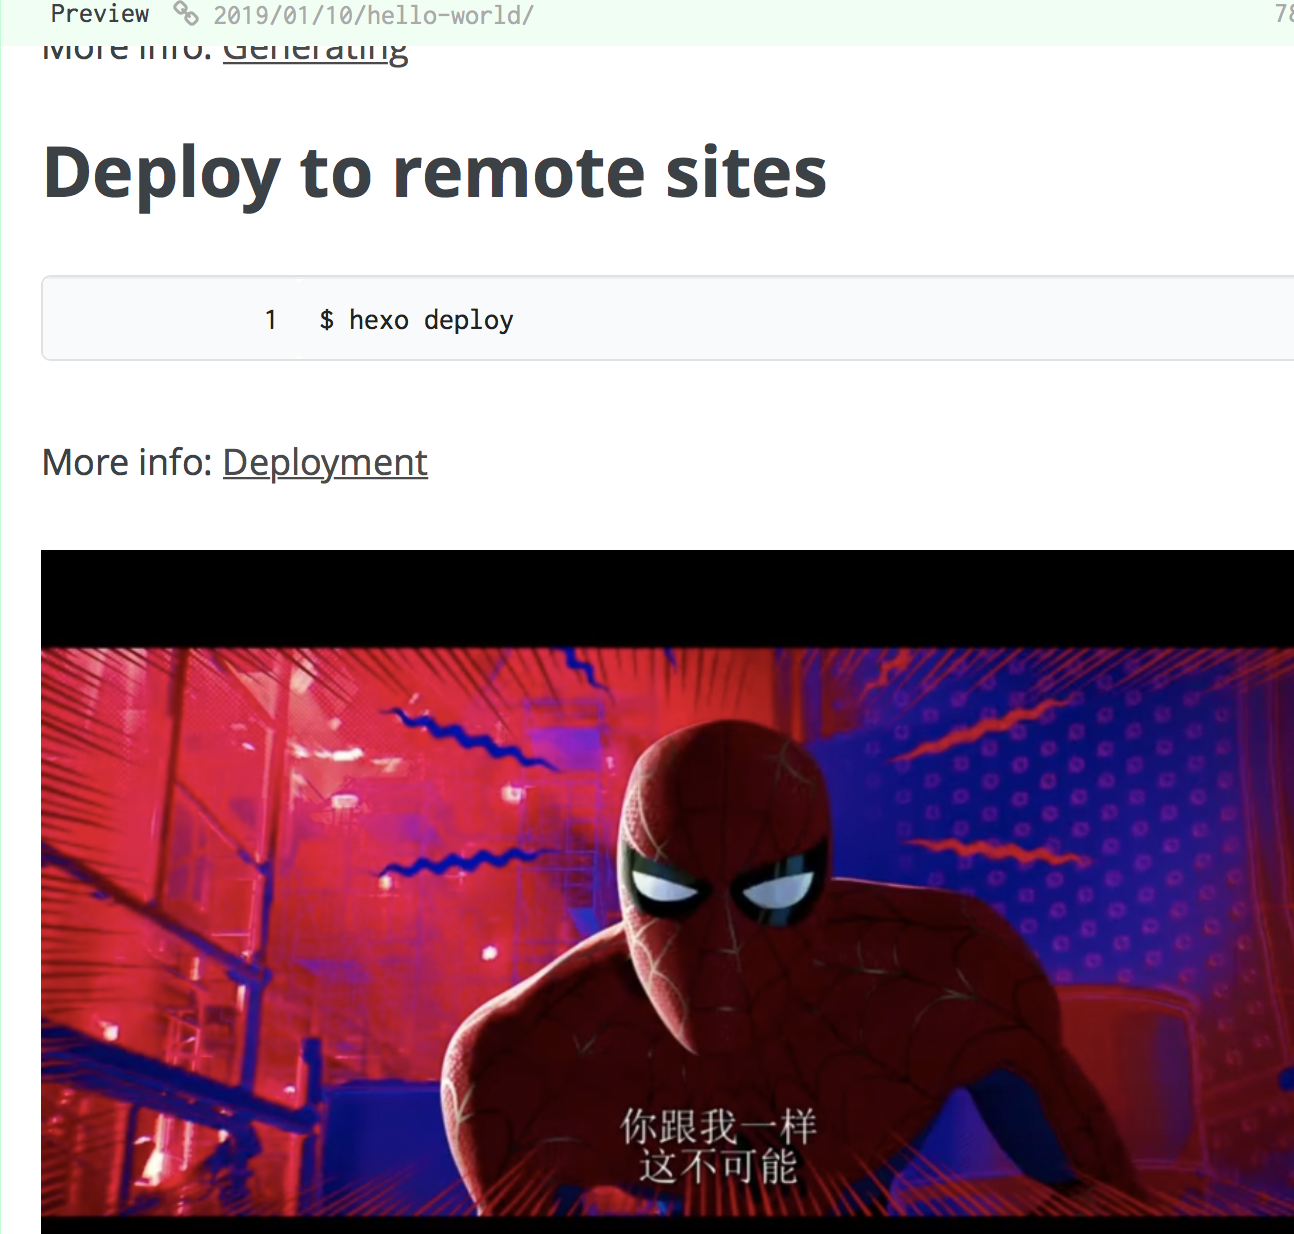 Preview 2019/01/10/hello-world/ 78
More info: Generating
Deploy to remote sites
1 $ hexo deploy
More info: Deployment
你跟我一样
这不可能